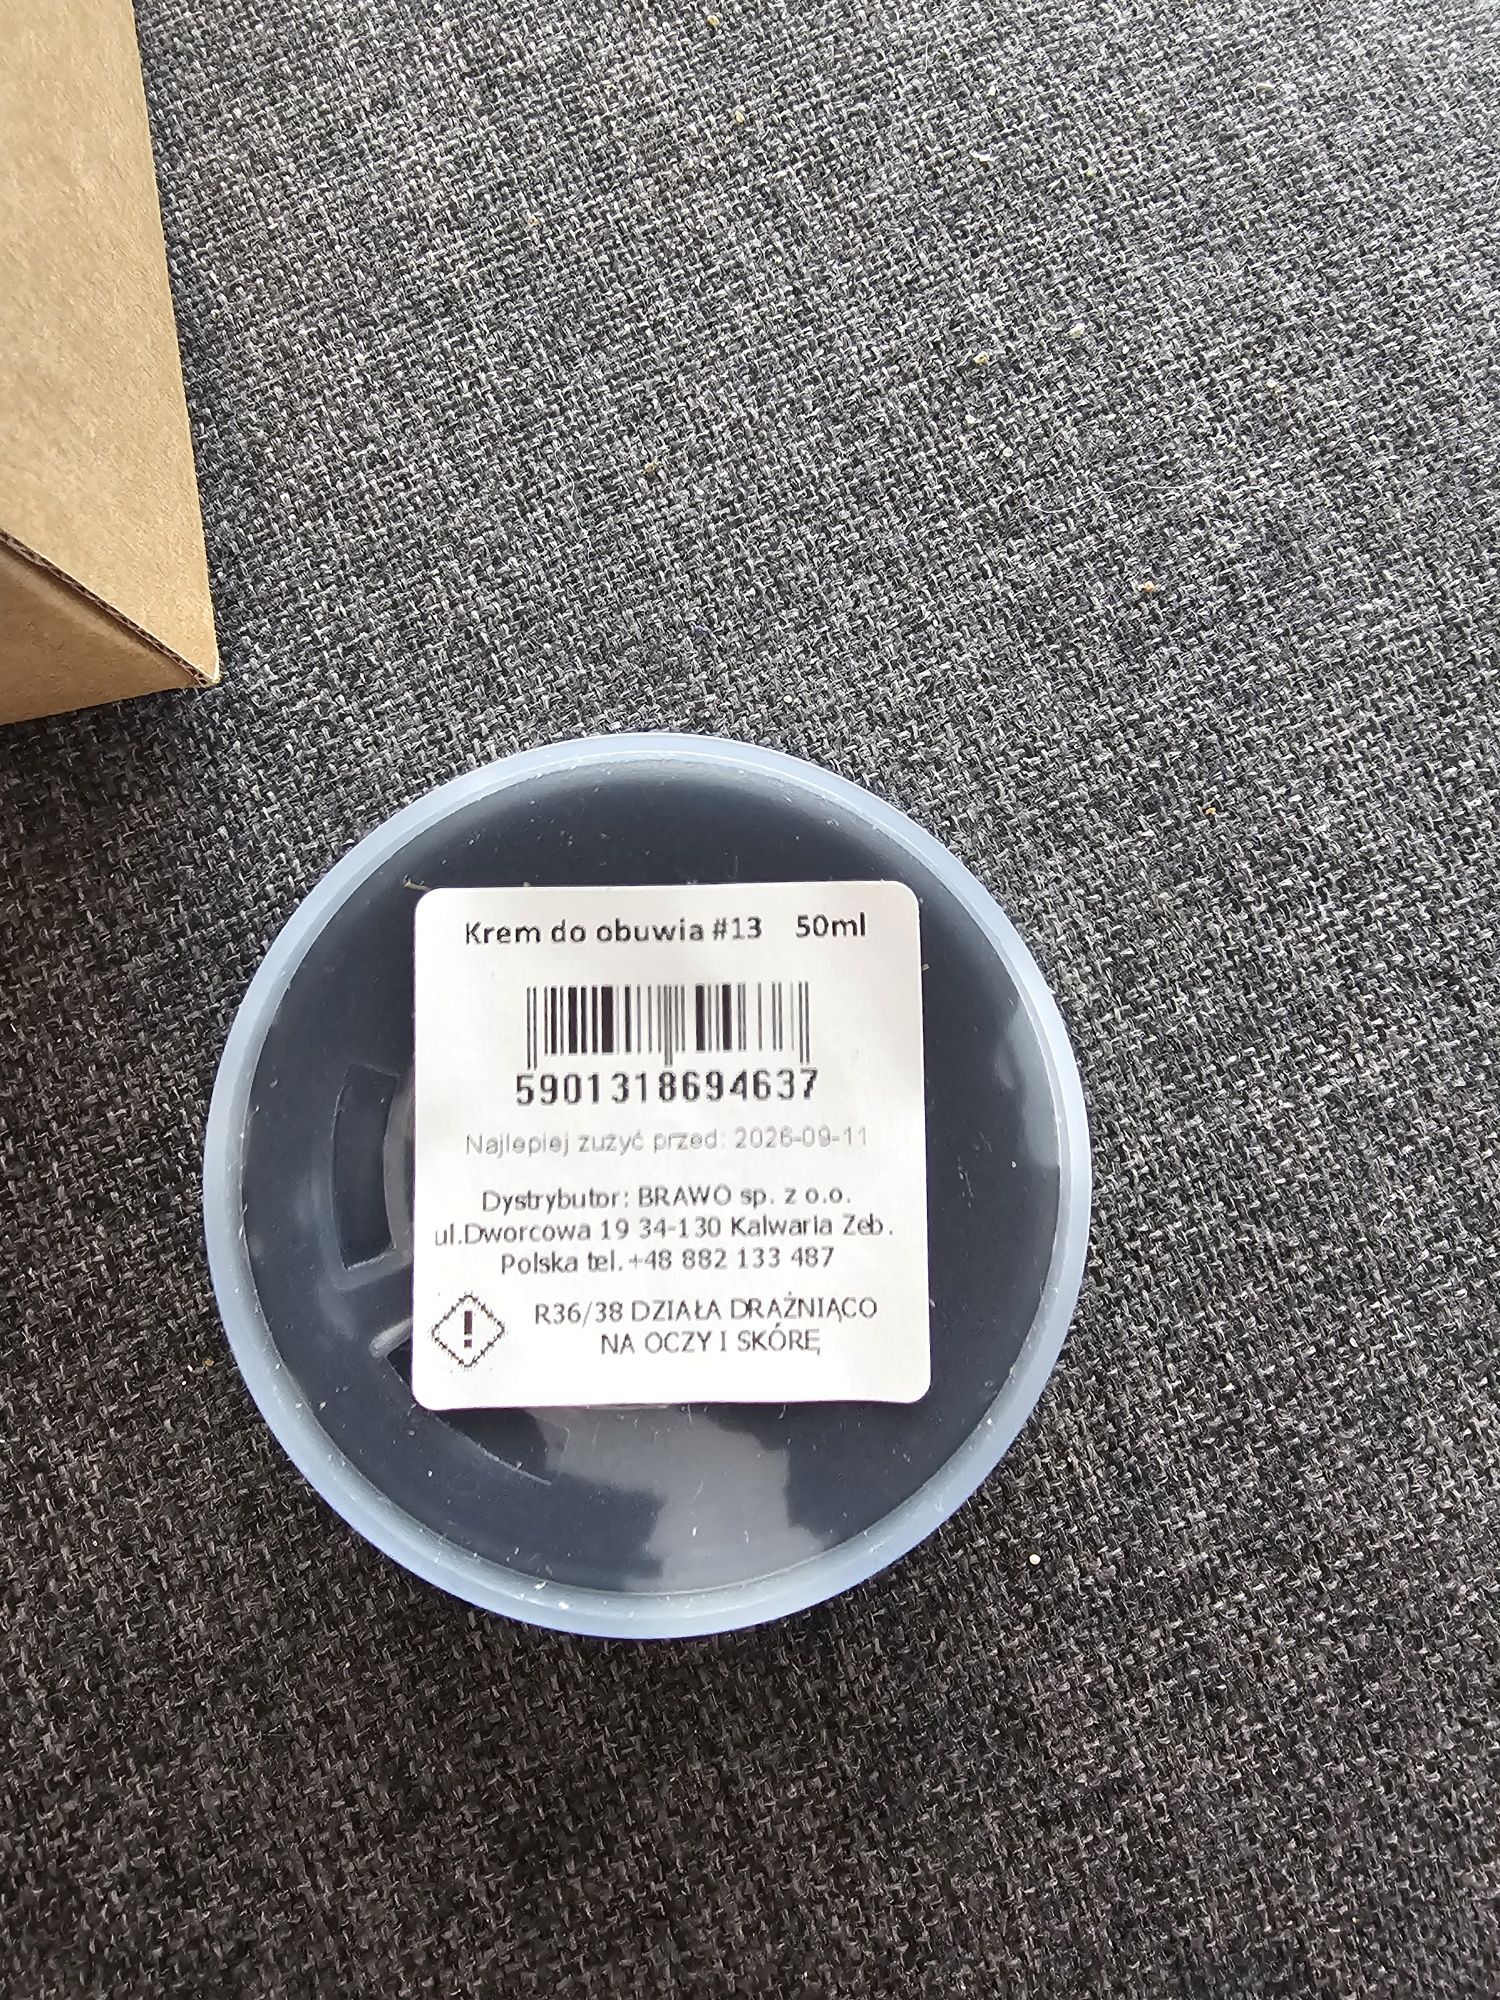 Krem do obuwia #13 50ml
5901318694637
Najlepiej zużyć przed: 2026-09-11
Dystrybutor: BRAWO sp. z o.o.
ul.Dworcowa 19 34-130 Kalwaria Zeb.
Polska tel.+48 882 133 487
R36/38 DZIAŁA DRAŻNIĄCO
NA OCZY I SKÓRĘ